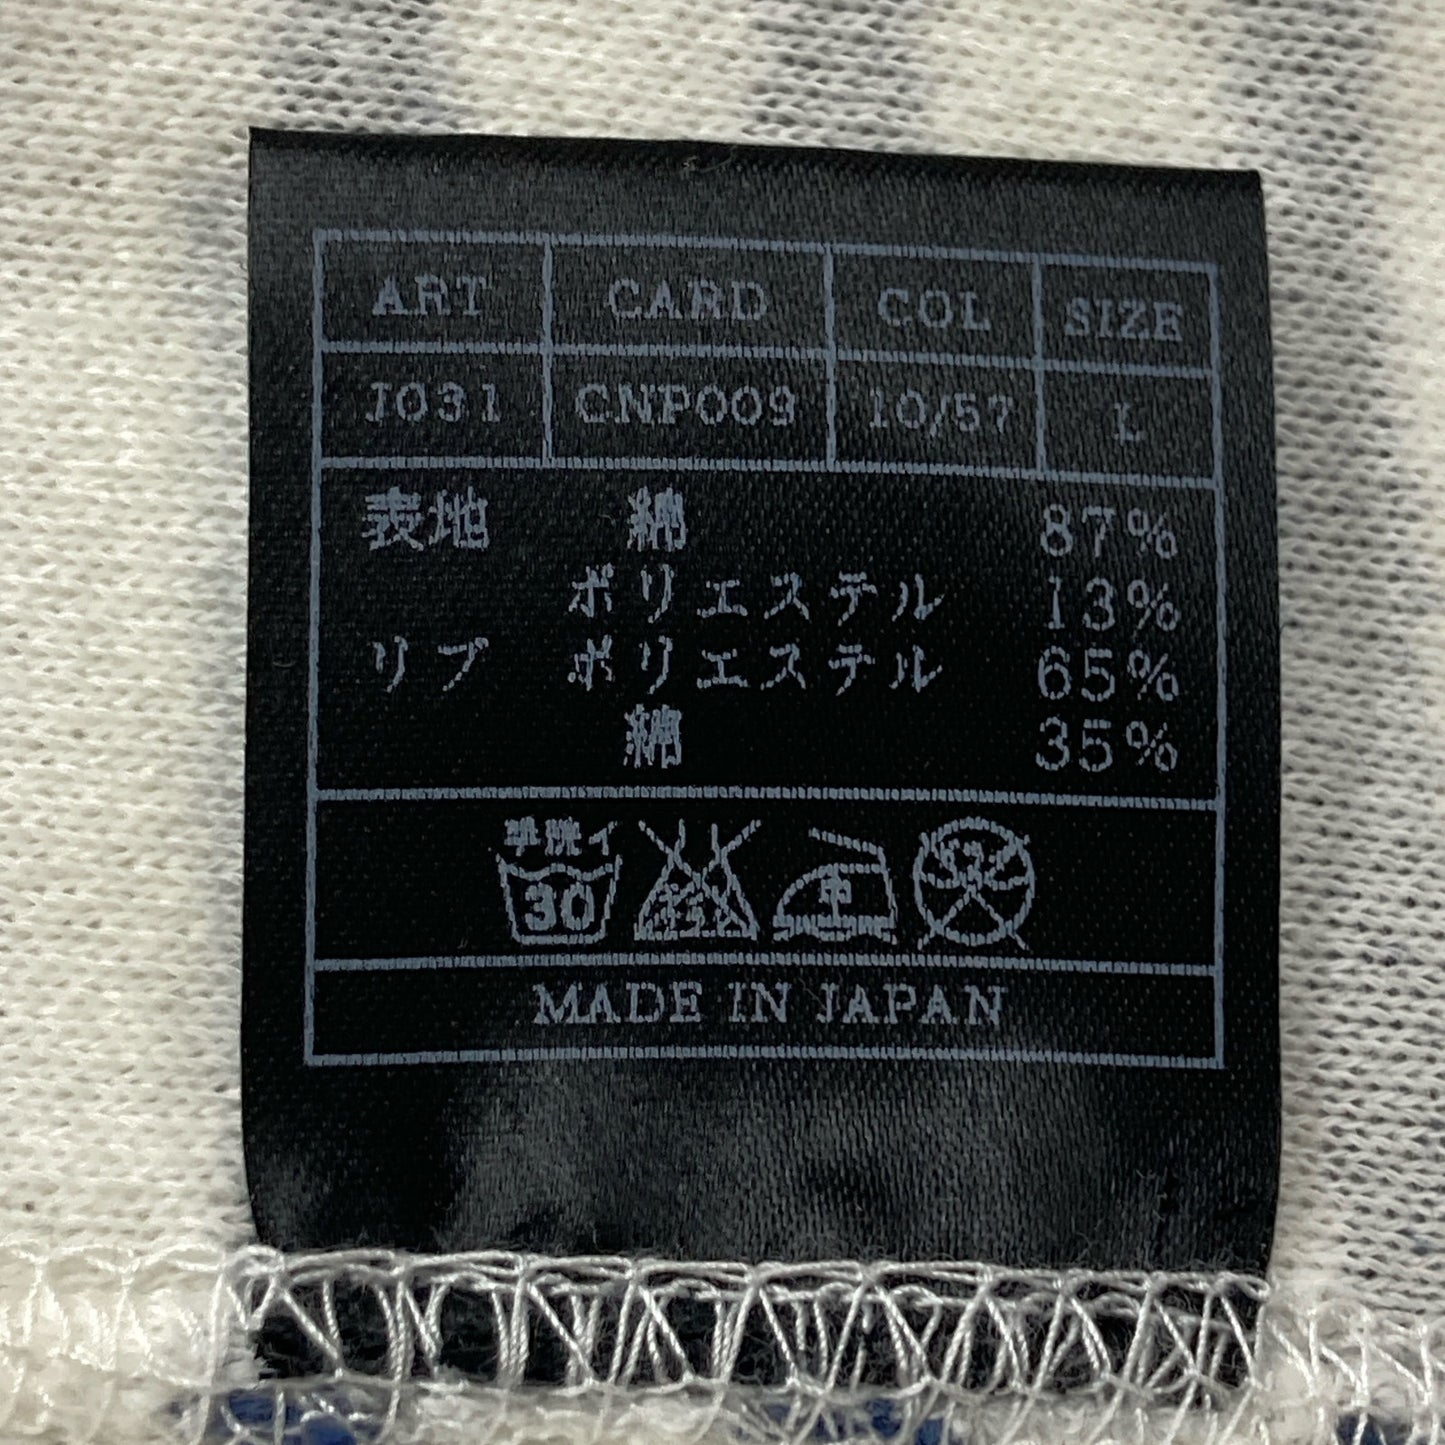 ART CARD COL SIZE
J031 CNP009 10/57 L
表地 綿 87%
ポリエステル 13%
リブ ポリエステル 65%
綿 35%
手洗イ
30 中
MADE IN JAPAN